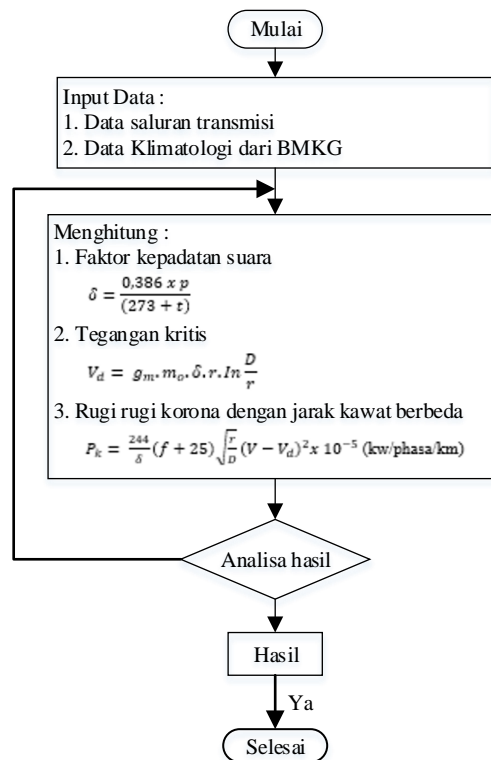 Mulai
Input Data :
1. Data saluran transmisi
2. Data Klimatologi dari BMKG
Menghitung :
1. Faktor kepadatan suara
δ = 0,386 x p / (273 + t)
2. Tegangan kritis
V_d = g_m. m_o. δ. r. In D/r
3. Rugi rugi korona dengan jarak kawat berbeda
P_k = 244/δ (f + 25) √(r/D) (V − V_d)² x 10⁻⁵ (kw/phasa/km)
Analisa hasil
Hasil
Ya
Selesai